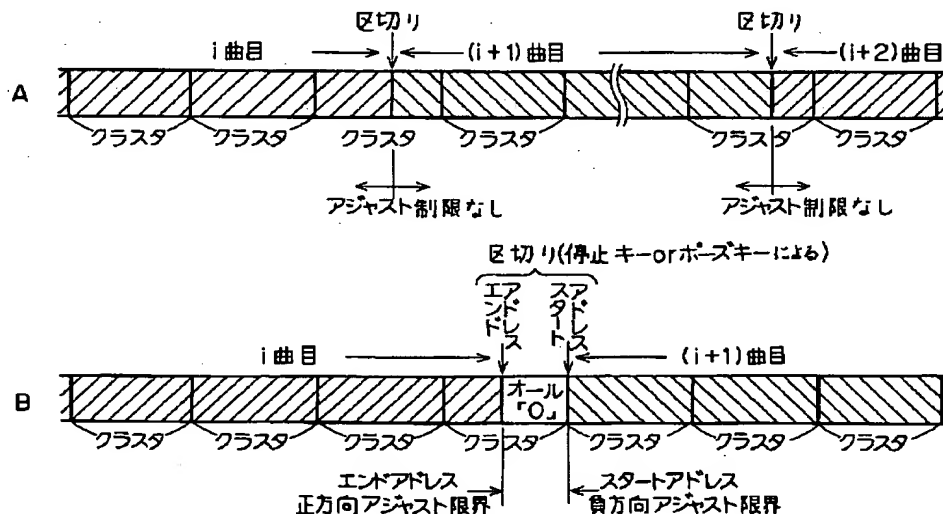 区切り 区切り
i曲目 (i+1)曲目 (i+2)曲目
A
クラスタ クラスタ クラスタ クラスタ クラスタ クラスタ
アジャスト制限なし アジャスト制限なし
区切り(停止キーorポーズキーによる)
エンドアドレス スタートアドレス
i曲目 (i+1)曲目
B オール「0」
クラスタ クラスタ クラスタ クラスタ クラスタ クラスタ クラスタ
エンドアドレス スタートアドレス
正方向アジャスト限界 負方向アジャスト限界